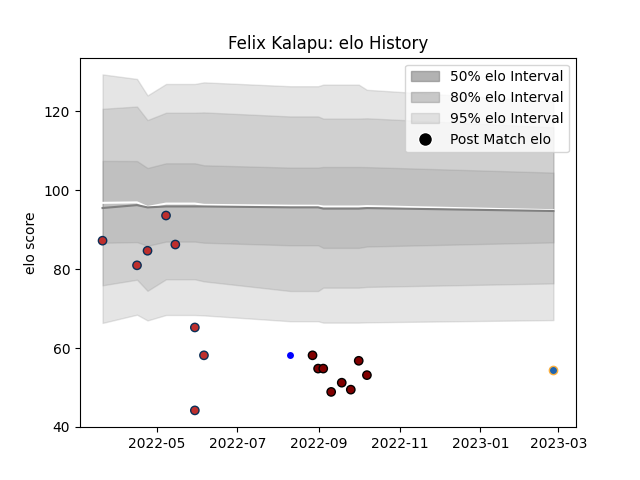 Felix Kalapu: elo History
50% elo Interval
80% elo Interval
95% elo Interval
Post Match elo
elo score
120
100
80
60
40
2022-05
2022-07
2022-09
2022-11
2023-01
2023-03